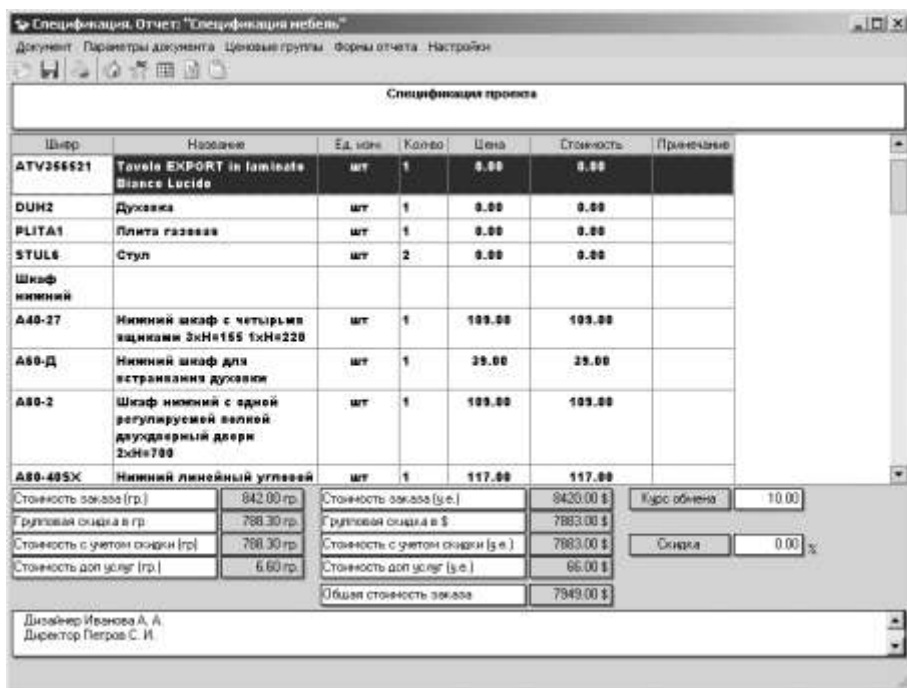 Спецификация. Отчет: "Спецификация мебель"
Документ Параметры документа Ценовые группы Формы отчета Настройки
Спецификация проекта
Шифр Название Ед. изм Кол-во Цена Стоимость Примечание
ATV355521 Tavolo EXPORT in laminato шт 1 0.00 0.00
Bianco Lucido
DUH2 Духовка шт 1 0.00 0.00
PLITA1 Плита газовая шт 1 0.00 0.00
STUL6 Стул шт 2 0.00 0.00
Шкаф
нижний
A40-27 Нижний шкаф с четырьмя шт 1 109.00 109.00
ящиками 3xH=155 1xH=220
A60-Д Нижний шкаф для шт 1 39.00 39.00
встраивания духовки
A80-2 Шкаф нижний с одной шт 1 109.00 109.00
регулируемой полкой
двухдверный двери
2xH=700
A80-40SX Нижний линейный угловой шт 1 117.00 117.00
Стоимость заказа (гр.) 842.00 гр. Стоимость заказа (у.е.) 8420.00 $ Курс обмена 10.00
Групповая скидка в гр 788.30 гр. Групповая скидка в $ 7883.00 $
Стоимость с учетом скидки (гр) 788.30 гр. Стоимость с учетом скидки (у.е.) 7883.00 $ Скидка 0.00 %
Стоимость доп услуг (гр.) 6.60 гр. Стоимость доп услуг (у.е.) 66.00 $
Общая стоимость заказа 7949.00 $
Дизайнер Иванова А. А.
Директор Петров С. И.